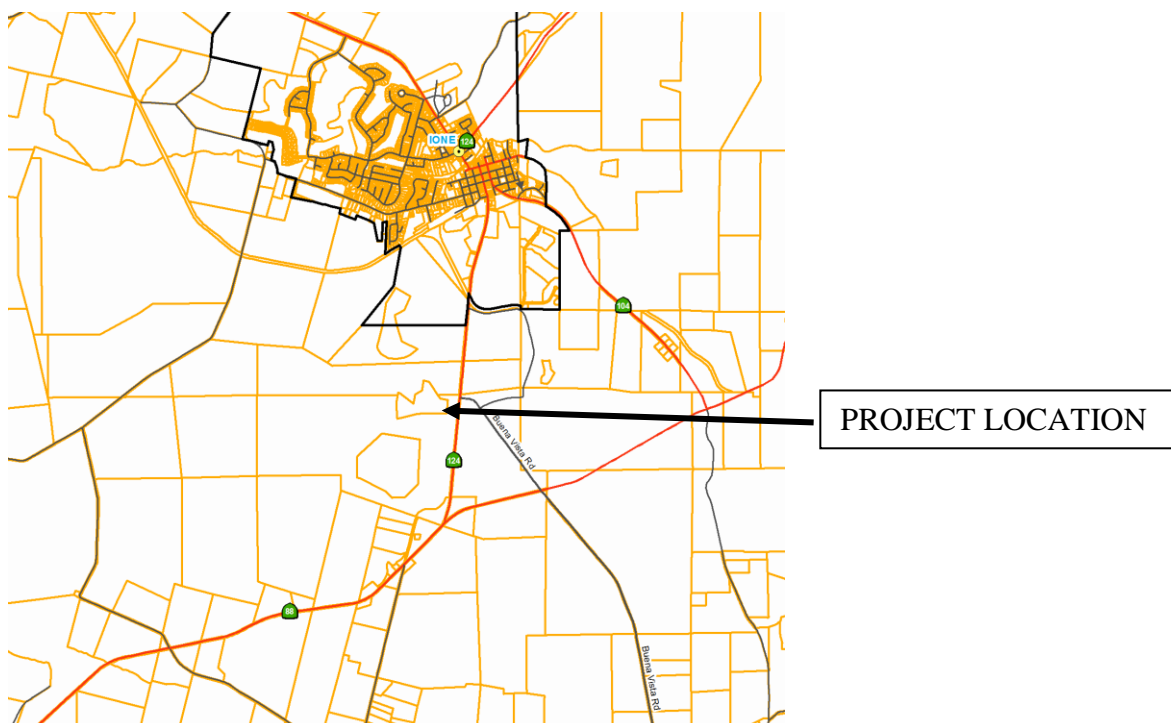 IONE
124
104
PROJECT LOCATION
Buena Vista Rd
124
88
Buena Vista Rd